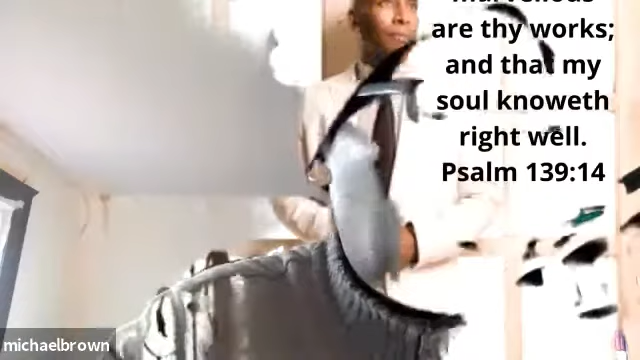 are thy works;
and that my
soul knoweth
right well.
Psalm 139:14
michaelbrown